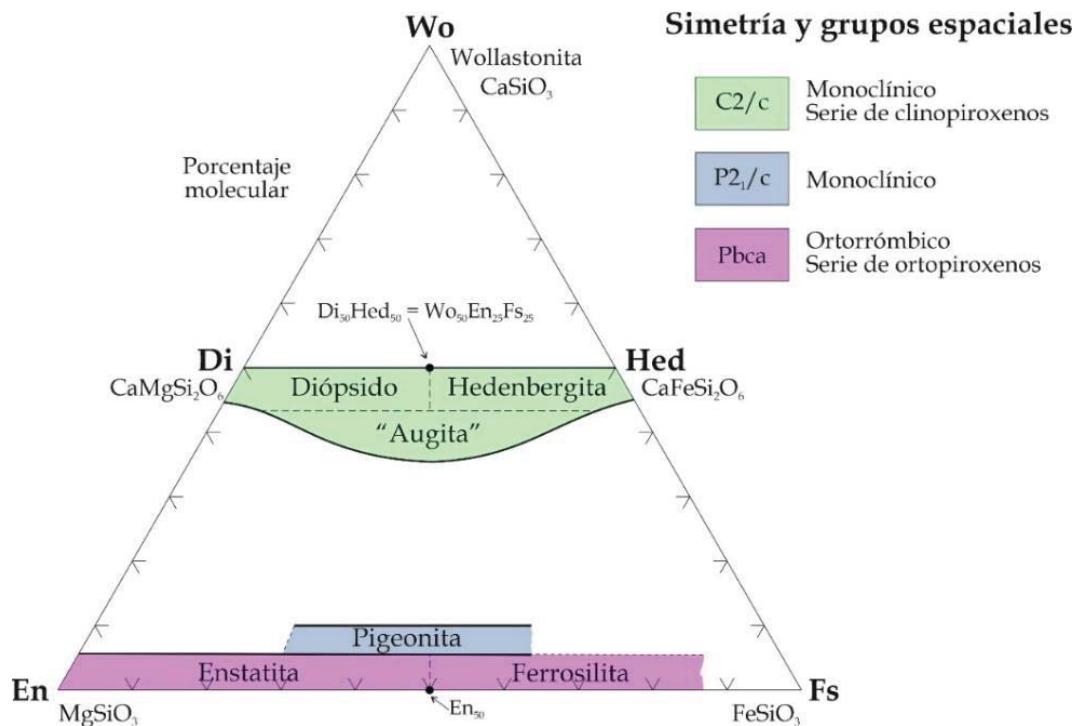 Wo
Wollastonita
CaSiO₃
Simetría y grupos espaciales
C2/c
Monoclínico
Serie de clinopiroxenos
P2₁/c
Monoclínico
Pbca
Ortorrómbico
Serie de ortopiroxenos
Porcentaje
molecular
Di₅₀Hed₅₀ = Wo₅₀En₂₅Fs₂₅
Di
Hed
CaMgSi₂O₆
Diópsido
Hedenbergita
CaFeSi₂O₆
“Augita”
Pigeonita
Enstatita
Ferrosilita
En
Fs
MgSiO₃
En₅₀
FeSiO₃